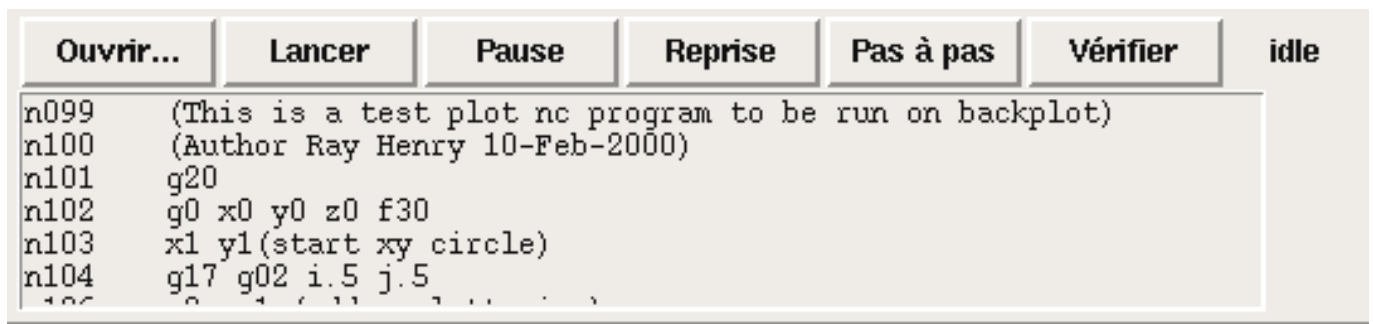 Ouvrir... Lancer Pause Reprise Pas à pas Vérifier idle
n099 (This is a test plot nc program to be run on backplot)
n100 (Author Ray Henry 10-Feb-2000)
n101 g20
n102 g0 x0 y0 z0 f30
n103 x1 y1(start xy circle)
n104 g17 g02 i.5 j.5